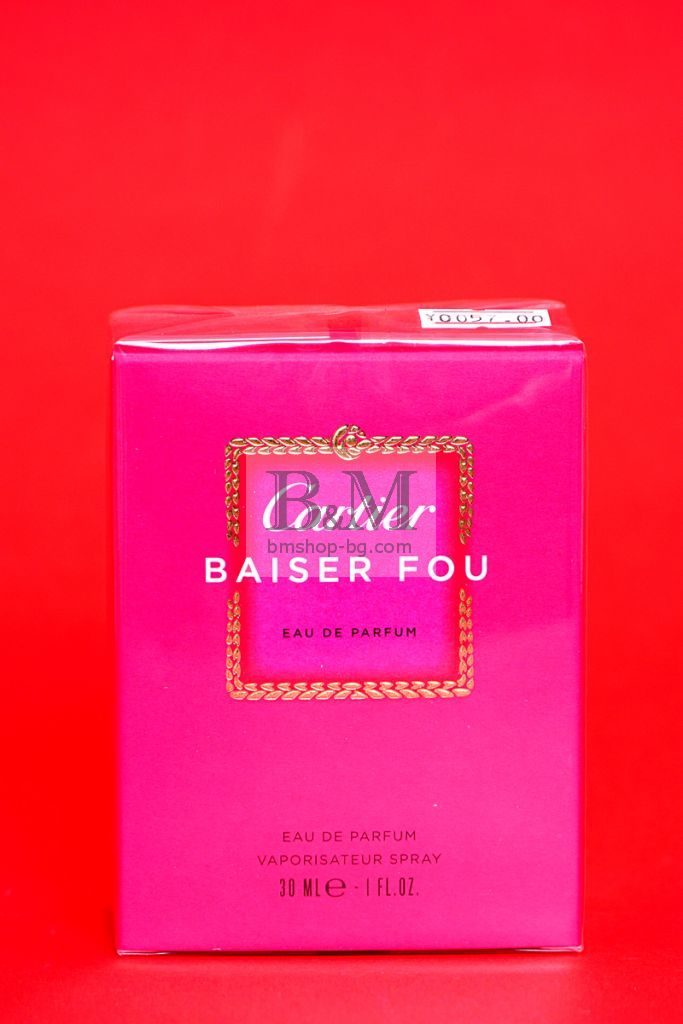 ¥0057.00
Cartier
B&M
bmshop-bg.com
BAISER FOU
EAU DE PARFUM
EAU DE PARFUM
VAPORISATEUR SPRAY
30 ML e - 1 FL.OZ.